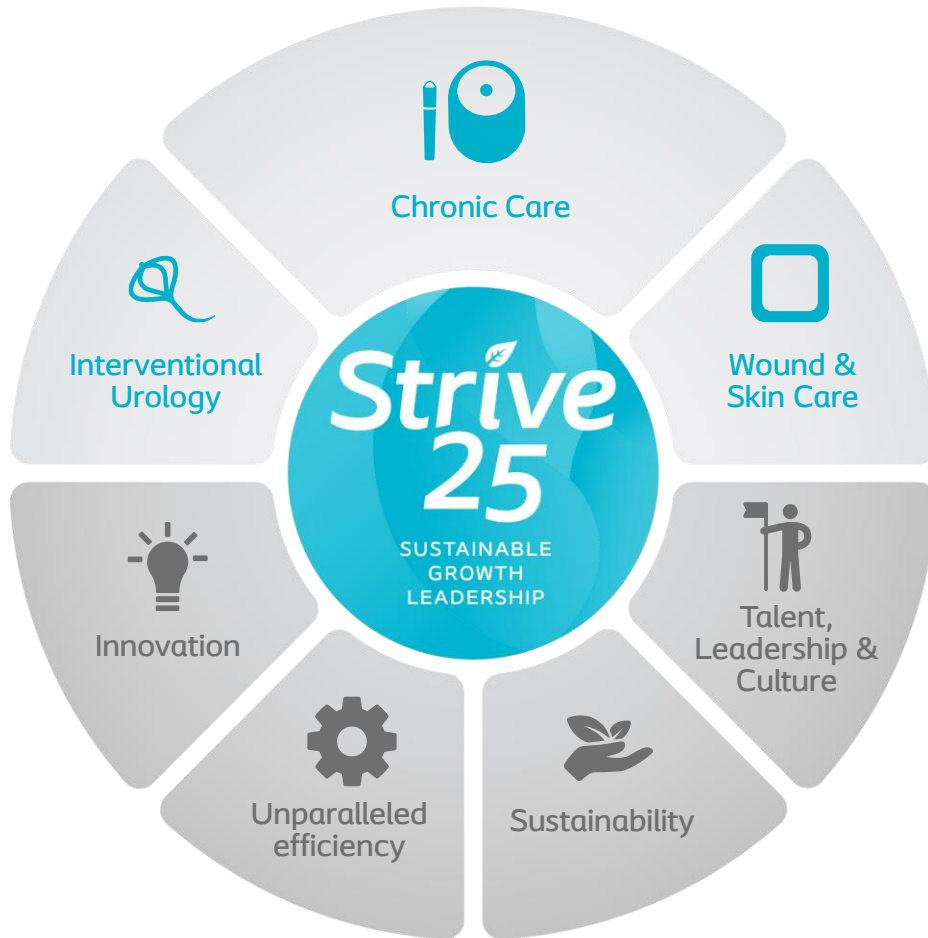 Chronic Care
Interventional
Urology
Wound &
Skin Care
Strive
25
SUSTAINABLE
GROWTH
LEADERSHIP
Innovation
Talent,
Leadership &
Culture
Unparalleled
efficiency
Sustainability